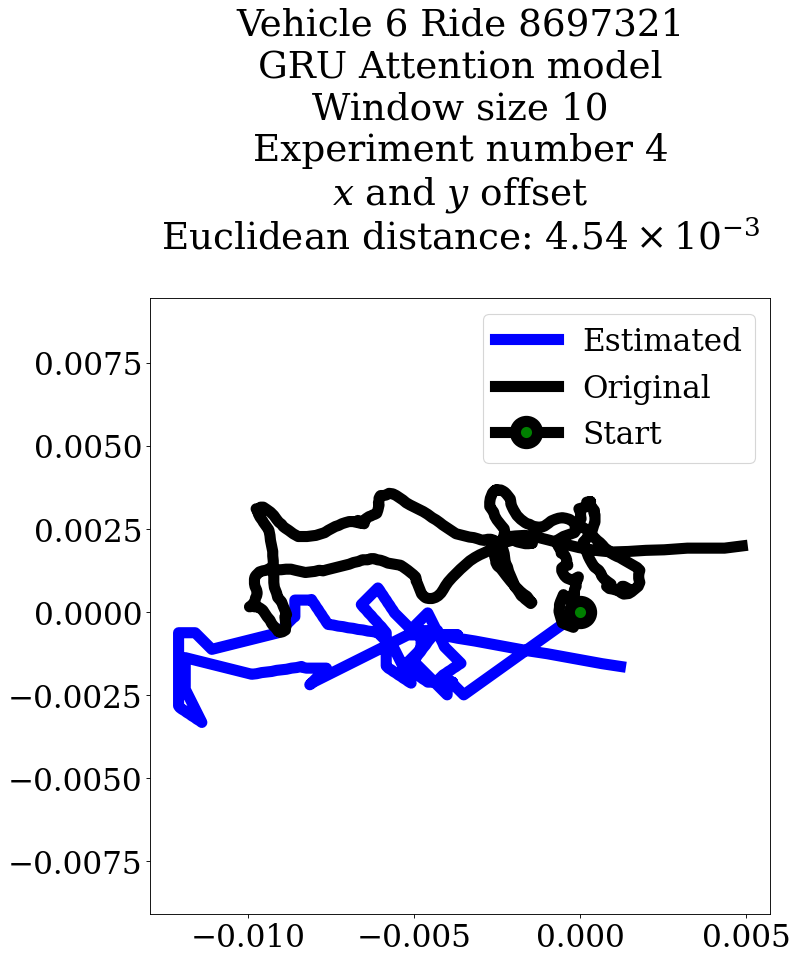 Vehicle 6 Ride 8697321
GRU Attention model
Window size 10
Experiment number 4
x and y offset
Euclidean distance: 4.54 × 10⁻³
Estimated
Original
Start
0.0075
0.0050
0.0025
0.0000
−0.0025
−0.0050
−0.0075
−0.010
−0.005
0.000
0.005